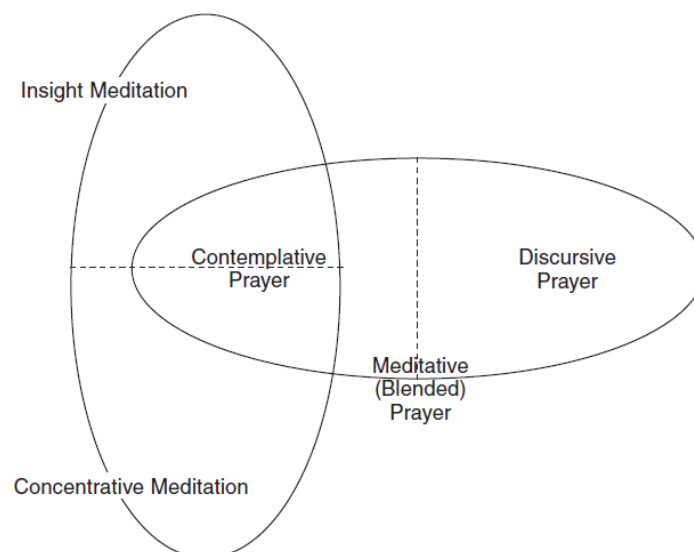 Insight Meditation
Contemplative
Prayer
Discursive
Prayer
Meditative
(Blended)
Prayer
Concentrative Meditation